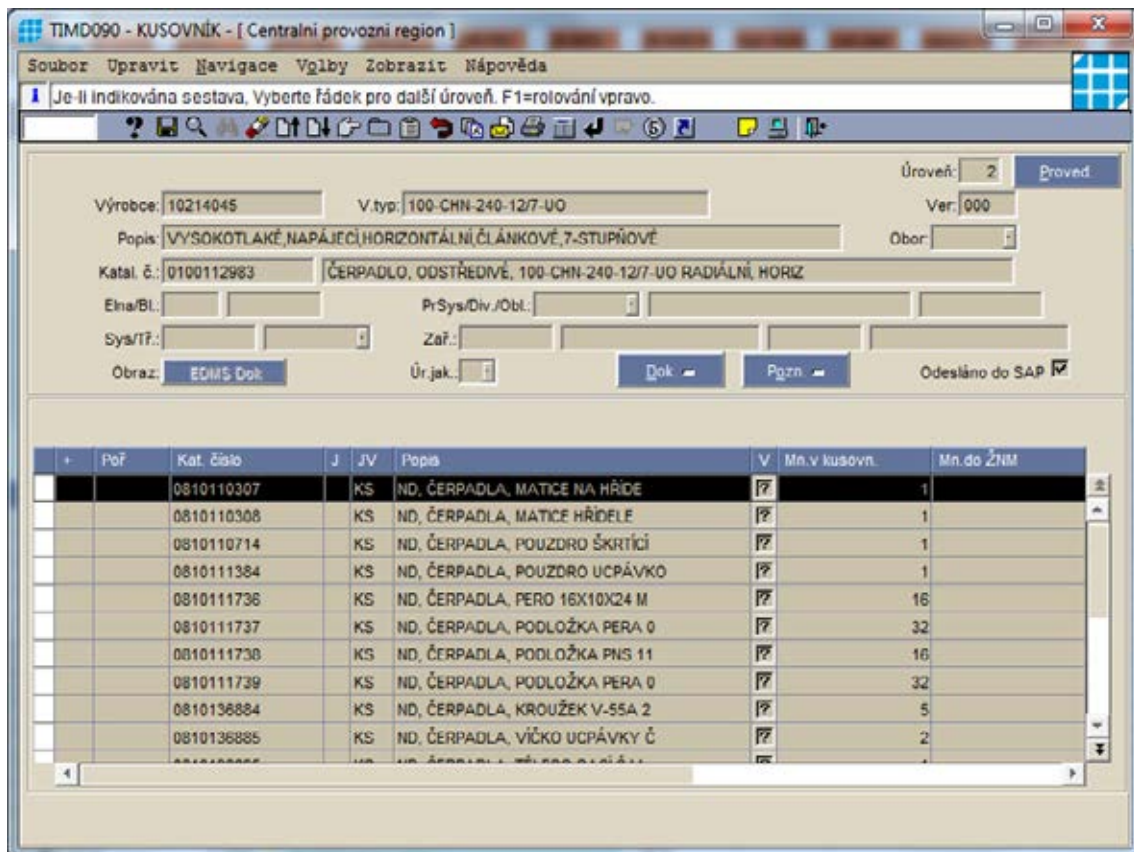 TIMD090 - KUSOVNÍK - [ Centralni provozni region ]
Soubor Upravit Navigace Volby Zobrazit Nápověda
Je-li indikována sestava, Vyberte řádek pro další úroveň. F1=rolování vpravo.
Úroveň: 2 Proved
Výrobce: 10214045 V.typ: 100-CHN-240-12/7-UO Ver: 000
Popis: VYSOKOTLAKÉ,NAPÁJECÍ,HORIZONTÁLNÍ,ČLÁNKOVÉ,7-STUPŇOVÉ Obor:
Katal. č.: 0100112983 ČERPADLO, ODSTŘEDIVÉ, 100-CHN-240-12/7-UO RADIÁLNÍ, HORIZ
Elna/Bl.: PrSys/Div./Obl.:
Sys/Tř.: Zař.:
Obraz: EDMS Dok Úr.jak.: Dok Pozn Odesláno do SAP
+ Poř Kat. číslo J JV Popis V Mn.v kusovn. Mn.do ŽNM
0810110307 KS ND, ČERPADLA, MATICE NA HŘÍDE ? 1
0810110308 KS ND, ČERPADLA, MATICE HŘÍDELE ? 1
0810110714 KS ND, ČERPADLA, POUZDRO ŠKRTÍCÍ ? 1
0810111384 KS ND, ČERPADLA, POUZDRO UCPÁVKO ? 1
0810111736 KS ND, ČERPADLA, PERO 16X10X24 M ? 16
0810111737 KS ND, ČERPADLA, PODLOŽKA PERA 0 ? 32
0810111738 KS ND, ČERPADLA, PODLOŽKA PNS 11 ? 16
0810111739 KS ND, ČERPADLA, PODLOŽKA PERA 0 ? 32
0810136884 KS ND, ČERPADLA, KROUŽEK V-55A 2 ? 5
0810136885 KS ND, ČERPADLA, VÍČKO UCPÁVKY Č ? 2